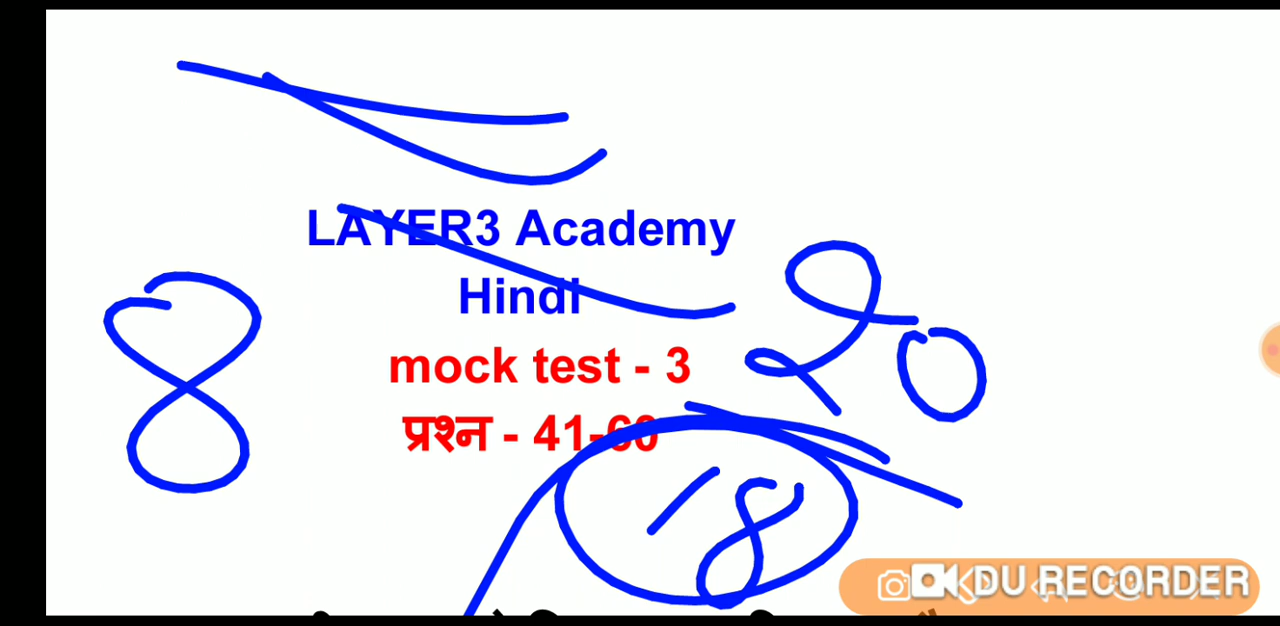 LAYER3 Academy
Hindi
mock test - 3
प्रश्न - 41-60
8
20
18
DU RECORDER